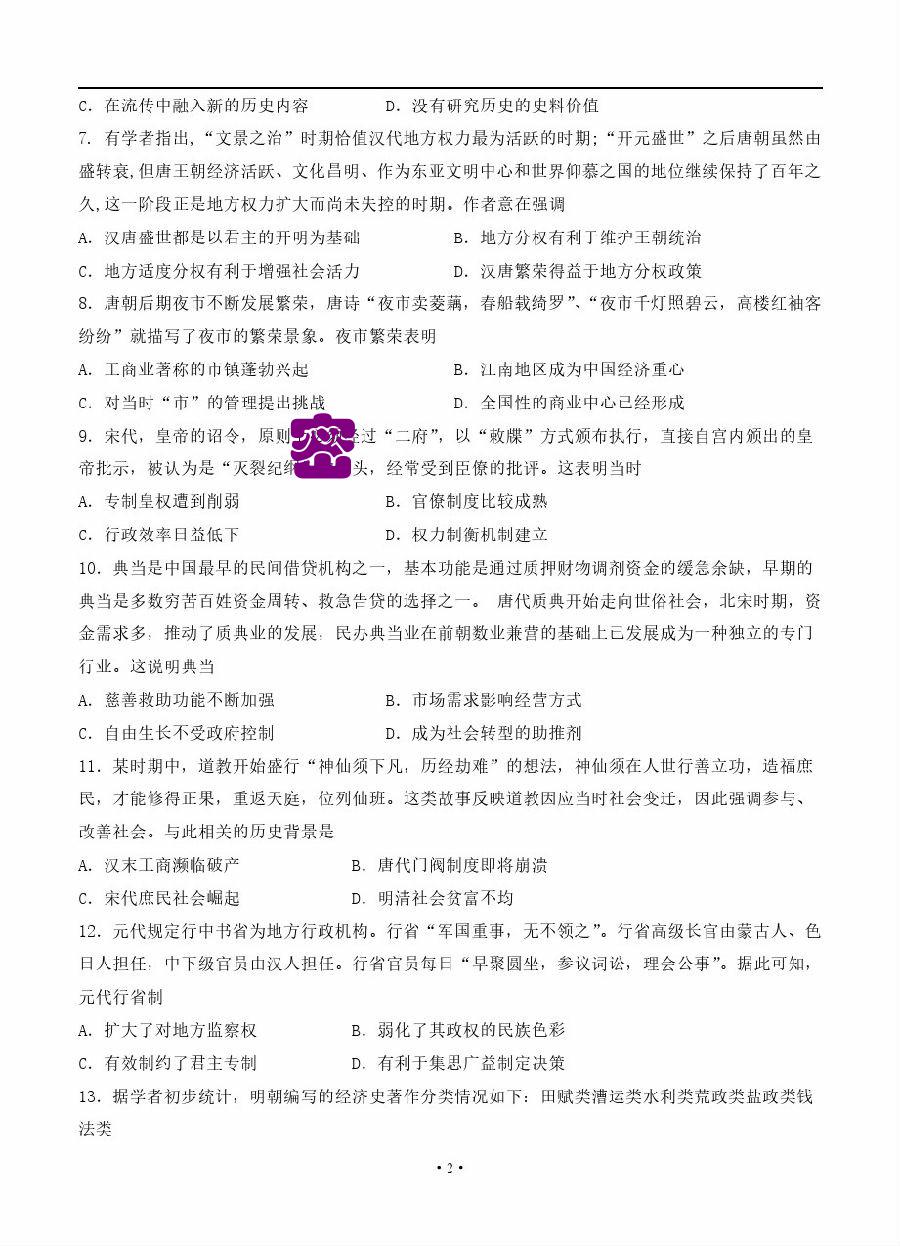 C. 在流传中融入新的历史内容 D. 没有研究历史的史料价值
7. 有学者指出,“文景之治”时期恰值汉代地方权力最为活跃的时期;“开元盛世”之后唐朝虽然由
盛转衰,但唐王朝经济活跃、文化昌明、作为东亚文明中心和世界仰慕之国的地位继续保持了百年之
久,这一阶段正是地方权力扩大而尚未失控的时期。作者意在强调
A. 汉唐盛世都是以君主的开明为基础 B. 地方分权有利于维护王朝统治
C. 地方适度分权有利于增强社会活力 D. 汉唐繁荣得益于地方分权政策
8. 唐朝后期夜市不断发展繁荣，唐诗“夜市卖菱藕，春船载绮罗”、“夜市千灯照碧云，高楼红袖客
纷纷”就描写了夜市的繁荣景象。夜市繁荣表明
A. 工商业著称的市镇蓬勃兴起 B. 江南地区成为中国经济重心
C. 对当时“市”的管理提出挑战 D. 全国性的商业中心已经形成
9. 宋代，皇帝的诏令，原则 过“二府”，以“敕牒”方式颁布执行，直接自宫内颁出的皇
帝批示，被认为是“灭裂纪 头，经常受到臣僚的批评。这表明当时
A. 专制皇权遭到削弱 B. 官僚制度比较成熟
C. 行政效率日益低下 D. 权力制衡机制建立
10. 典当是中国最早的民间借贷机构之一，基本功能是通过质押财物调剂资金的缓急余缺，早期的
典当是多数穷苦百姓资金周转、救急告贷的选择之一。 唐代质典开始走向世俗社会，北宋时期，资
金需求多，推动了质典业的发展，民办典当业在前朝数业兼营的基础上已发展成为一种独立的专门
行业。这说明典当
A. 慈善救助功能不断加强 B. 市场需求影响经营方式
C. 自由生长不受政府控制 D. 成为社会转型的助推剂
11. 某时期中，道教开始盛行“神仙须下凡，历经劫难”的想法，神仙须在人世行善立功，造福庶
民，才能修得正果，重返天庭，位列仙班。这类故事反映道教因应当时社会变迁，因此强调参与、
改善社会。与此相关的历史背景是
A. 汉末工商濒临破产 B. 唐代门阀制度即将崩溃
C. 宋代庶民社会崛起 D. 明清社会贫富不均
12. 元代规定行中书省为地方行政机构。行省“军国重事，无不领之”。行省高级长官由蒙古人、色
目人担任，中下级官员由汉人担任。行省官员每日“早聚圆坐，参议词讼，理会公事”。据此可知，
元代行省制
A. 扩大了对地方监察权 B. 弱化了其政权的民族色彩
C. 有效制约了君主专制 D. 有利于集思广益制定决策
13. 据学者初步统计，明朝编写的经济史著作分类情况如下：田赋类漕运类水利类荒政类盐政类钱
法类
·2·